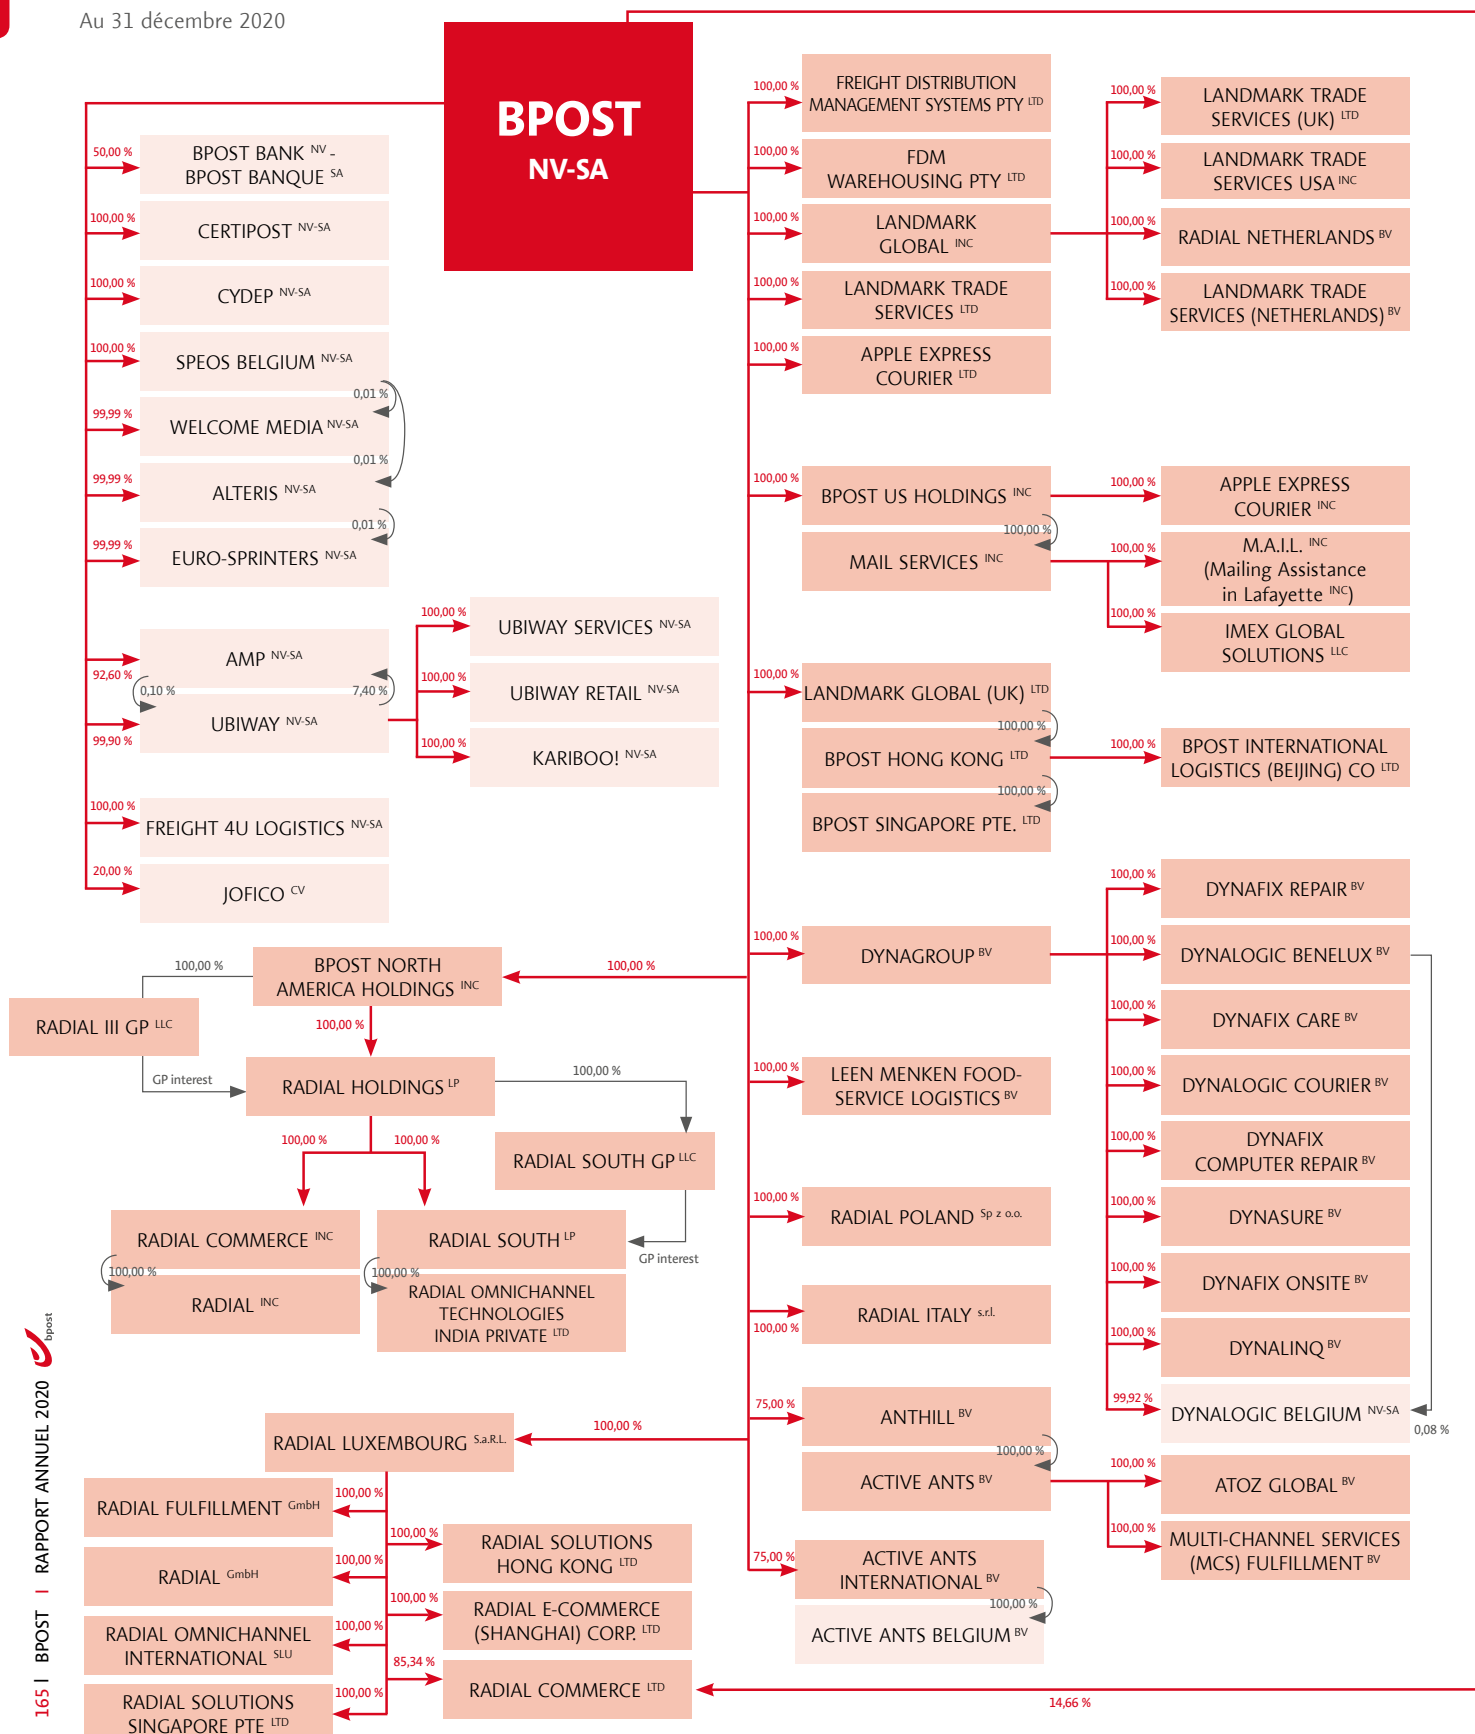 Au 31 décembre 2020
BPOST
NV-SA
50,00 %
BPOST BANK NV -
BPOST BANQUE SA
100,00 %
CERTIPOST NV-SA
100,00 %
CYDEP NV-SA
100,00 %
SPEOS BELGIUM NV-SA
0,01 %
99,99 %
WELCOME MEDIA NV-SA
0,01 %
99,99 %
ALTERIS NV-SA
0,01 %
99,99 %
EURO-SPRINTERS NV-SA
AMP NV-SA
92,60 %
0,10 %
7,40 %
UBIWAY NV-SA
99,90 %
100,00 %
UBIWAY SERVICES NV-SA
100,00 %
UBIWAY RETAIL NV-SA
100,00 %
KARIBOO! NV-SA
100,00 %
FREIGHT 4U LOGISTICS NV-SA
20,00 %
JOFICO CV
100,00 %
FREIGHT DISTRIBUTION
MANAGEMENT SYSTEMS PTY LTD
100,00 %
FDM
WAREHOUSING PTY LTD
100,00 %
LANDMARK
GLOBAL INC
100,00 %
LANDMARK TRADE
SERVICES LTD
100,00 %
APPLE EXPRESS
COURIER LTD
100,00 %
LANDMARK TRADE
SERVICES (UK) LTD
100,00 %
LANDMARK TRADE
SERVICES USA INC
100,00 %
RADIAL NETHERLANDS BV
100,00 %
LANDMARK TRADE
SERVICES (NETHERLANDS) BV
100,00 %
BPOST US HOLDINGS INC
100,00 %
MAIL SERVICES INC
100,00 %
APPLE EXPRESS
COURIER INC
100,00 %
M.A.I.L. INC
(Mailing Assistance
in Lafayette INC)
100,00 %
IMEX GLOBAL
SOLUTIONS LLC
100,00 %
LANDMARK GLOBAL (UK) LTD
100,00 %
BPOST HONG KONG LTD
100,00 %
BPOST SINGAPORE PTE. LTD
100,00 %
BPOST INTERNATIONAL
LOGISTICS (BEIJING) CO LTD
100,00 %
DYNAGROUP BV
100,00 %
DYNAFIX REPAIR BV
100,00 %
DYNALOGIC BENELUX BV
100,00 %
DYNAFIX CARE BV
100,00 %
DYNALOGIC COURIER BV
100,00 %
DYNAFIX
COMPUTER REPAIR BV
100,00 %
DYNASURE BV
100,00 %
DYNAFIX ONSITE BV
100,00 %
DYNALINQ BV
99,92 %
DYNALOGIC BELGIUM NV-SA
0,08 %
100,00 %
LEEN MENKEN FOOD-
SERVICE LOGISTICS BV
100,00 %
RADIAL POLAND Sp z o.o.
RADIAL ITALY s.r.l.
100,00 %
75,00 %
ANTHILL BV
100,00 %
ACTIVE ANTS BV
100,00 %
ATOZ GLOBAL BV
100,00 %
MULTI-CHANNEL SERVICES
(MCS) FULFILLMENT BV
75,00 %
ACTIVE ANTS
INTERNATIONAL BV
100,00 %
ACTIVE ANTS BELGIUM BV
100,00 %
BPOST NORTH
AMERICA HOLDINGS INC
100,00 %
RADIAL III GP LLC
GP interest
100,00 %
RADIAL HOLDINGS LP
100,00 %
RADIAL SOUTH GP LLC
GP interest
100,00 %
100,00 %
RADIAL COMMERCE INC
100,00 %
RADIAL INC
RADIAL SOUTH LP
100,00 %
RADIAL OMNICHANNEL
TECHNOLOGIES
INDIA PRIVATE LTD
100,00 %
RADIAL LUXEMBOURG S.a.R.L.
100,00 %
RADIAL FULFILLMENT GmbH
100,00 %
RADIAL SOLUTIONS
HONG KONG LTD
100,00 %
RADIAL GmbH
100,00 %
RADIAL E-COMMERCE
(SHANGHAI) CORP. LTD
100,00 %
RADIAL OMNICHANNEL
INTERNATIONAL SLU
85,34 %
RADIAL COMMERCE LTD
14,66 %
100,00 %
RADIAL SOLUTIONS
SINGAPORE PTE LTD
165 | BPOST | RAPPORT ANNUEL 2020
bpost